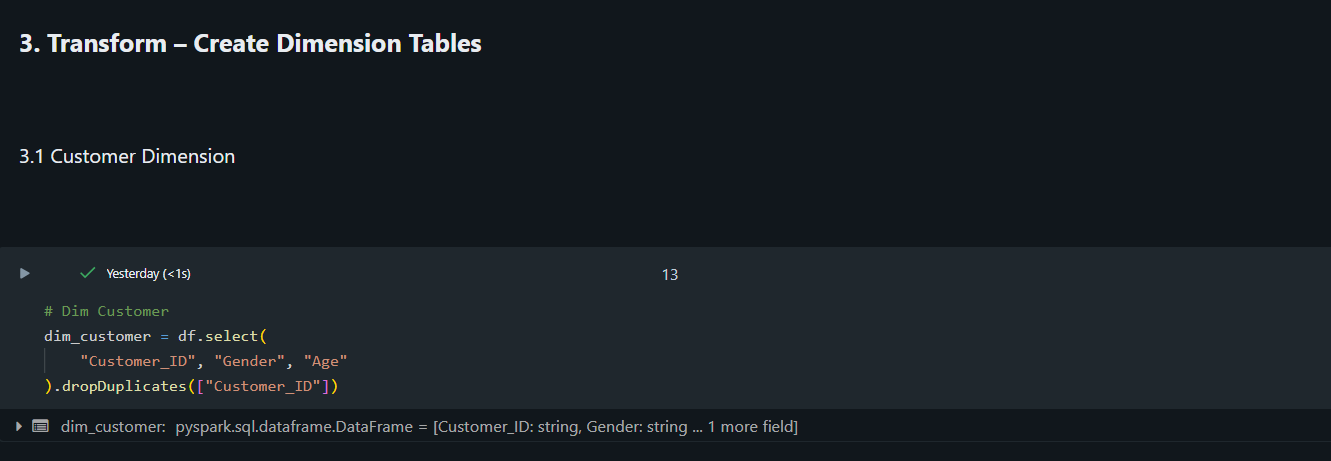 3. Transform – Create Dimension Tables
3.1 Customer Dimension
Yesterday (<1s)
13
# Dim Customer
dim_customer = df.select(
    "Customer_ID", "Gender", "Age"
).dropDuplicates(["Customer_ID"])
dim_customer: pyspark.sql.dataframe.DataFrame = [Customer_ID: string, Gender: string ... 1 more field]